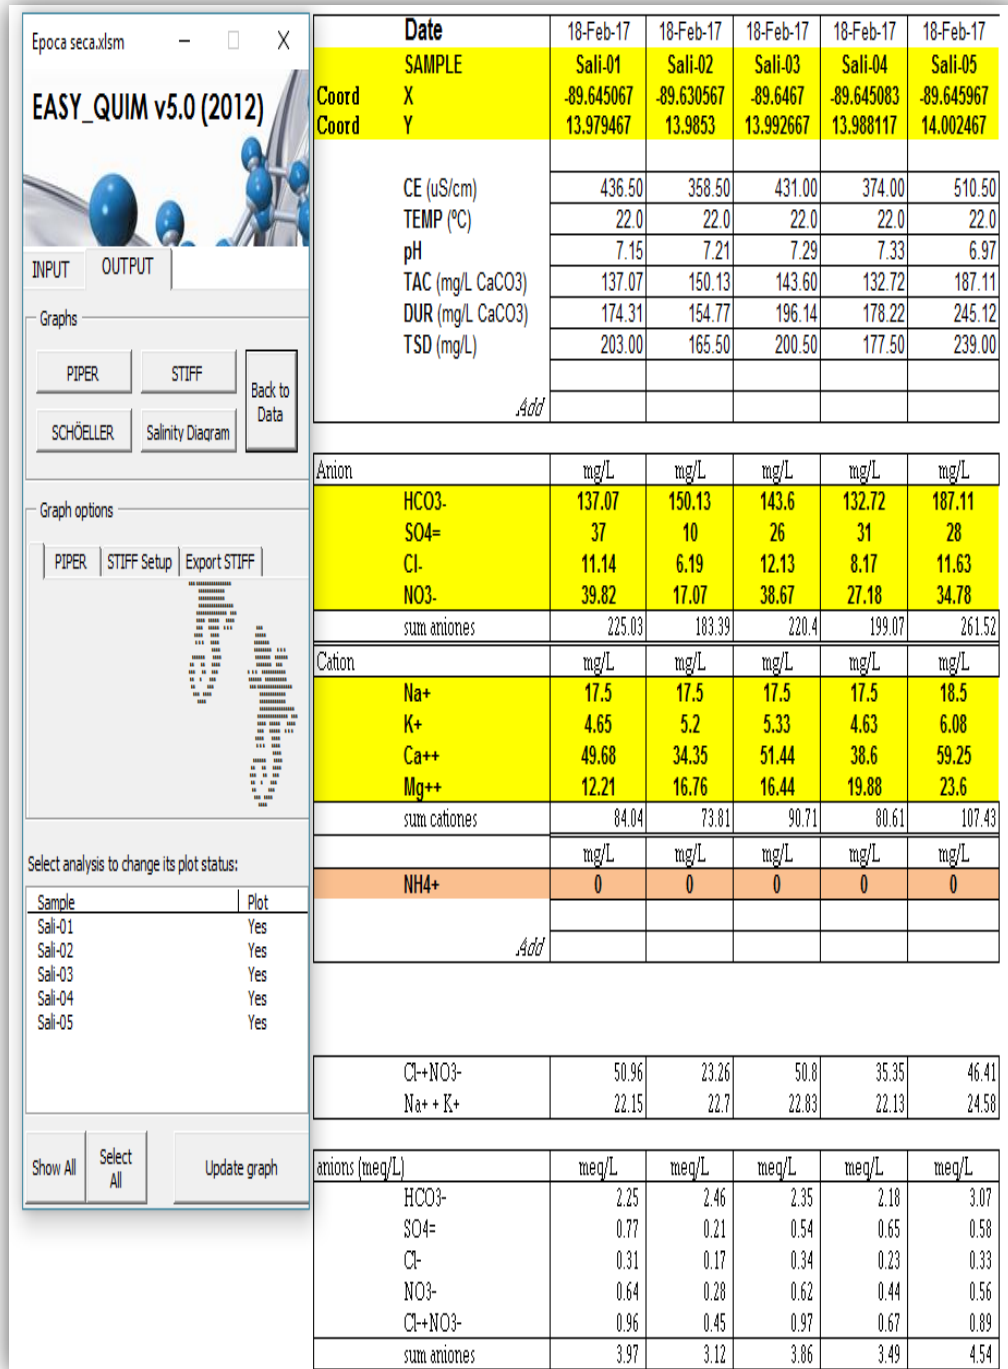 Epoca seca.xlsm
EASY_QUIM v5.0 (2012)
INPUT OUTPUT
Graphs
PIPER STIFF Back to Data
SCHÖELLER Salinity Diagram
Graph options
PIPER STIFF Setup Export STIFF
Select analysis to change its plot status:
Sample Plot
Sali-01 Yes
Sali-02 Yes
Sali-03 Yes
Sali-04 Yes
Sali-05 Yes
Show All Select All Update graph
Date 18-Feb-17 18-Feb-17 18-Feb-17 18-Feb-17 18-Feb-17
SAMPLE Sali-01 Sali-02 Sali-03 Sali-04 Sali-05
Coord X -89.645067 -89.630567 -89.6467 -89.645083 -89.645967
Coord Y 13.979467 13.9853 13.992667 13.988117 14.002467
CE (uS/cm) 436.50 358.50 431.00 374.00 510.50
TEMP (ºC) 22.0 22.0 22.0 22.0 22.0
pH 7.15 7.21 7.29 7.33 6.97
TAC (mg/L CaCO3) 137.07 150.13 143.60 132.72 187.11
DUR (mg/L CaCO3) 174.31 154.77 196.14 178.22 245.12
TSD (mg/L) 203.00 165.50 200.50 177.50 239.00
Add
Anion mg/L mg/L mg/L mg/L mg/L
HCO3- 137.07 150.13 143.6 132.72 187.11
SO4= 37 10 26 31 28
Cl- 11.14 6.19 12.13 8.17 11.63
NO3- 39.82 17.07 38.67 27.18 34.78
sum aniones 225.03 183.39 220.4 199.07 261.52
Cation mg/L mg/L mg/L mg/L mg/L
Na+ 17.5 17.5 17.5 17.5 18.5
K+ 4.65 5.2 5.33 4.63 6.08
Ca++ 49.68 34.35 51.44 38.6 59.25
Mg++ 12.21 16.76 16.44 19.88 23.6
sum cationes 84.04 73.81 90.71 80.61 107.43
mg/L mg/L mg/L mg/L mg/L
NH4+ 0 0 0 0 0
Add
Cl-+NO3- 50.96 23.26 50.8 35.35 46.41
Na+ + K+ 22.15 22.7 22.83 22.13 24.58
anions (meq/L) meq/L meq/L meq/L meq/L meq/L
HCO3- 2.25 2.46 2.35 2.18 3.07
SO4= 0.77 0.21 0.54 0.65 0.58
Cl- 0.31 0.17 0.34 0.23 0.33
NO3- 0.64 0.28 0.62 0.44 0.56
Cl-+NO3- 0.96 0.45 0.97 0.67 0.89
sum aniones 3.97 3.12 3.86 3.49 4.54